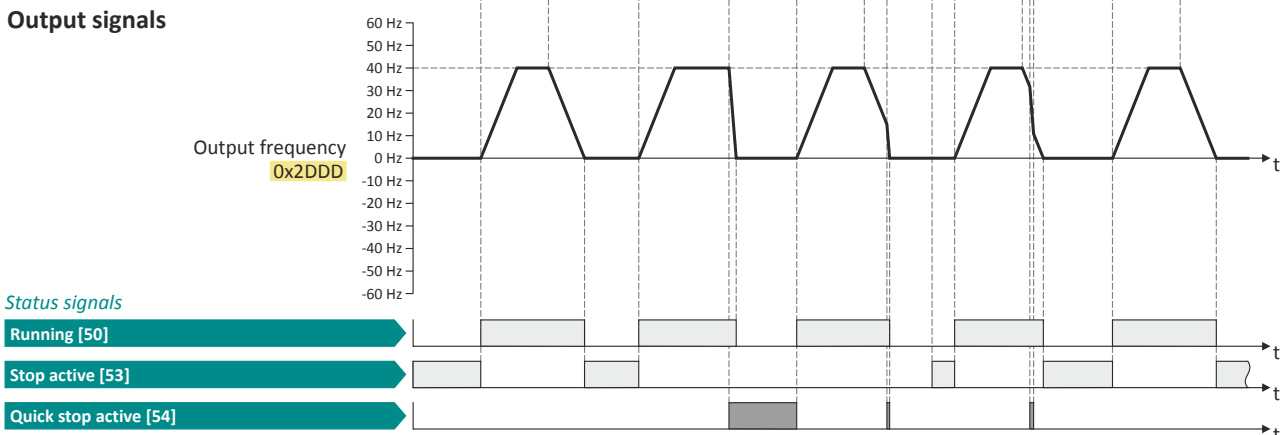 Output signals
60 Hz
50 Hz
40 Hz
30 Hz
20 Hz
10 Hz
0 Hz
-10 Hz
-20 Hz
-30 Hz
-40 Hz
-50 Hz
-60 Hz
Output frequency
0x2DDD
t
Status signals
Running [50]
t
Stop active [53]
t
Quick stop active [54]
t